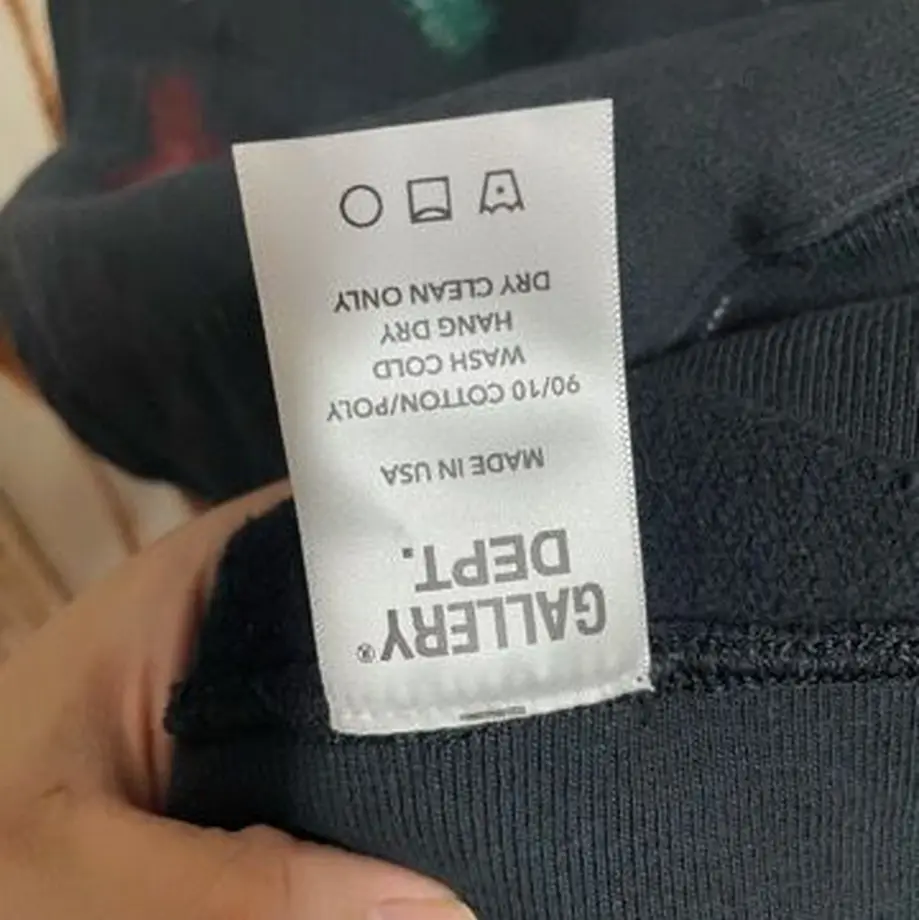 GALLERY®
DEPT.
MADE IN USA
90/10 COTTON/POLY
WASH COLD
HANG DRY
DRY CLEAN ONLY